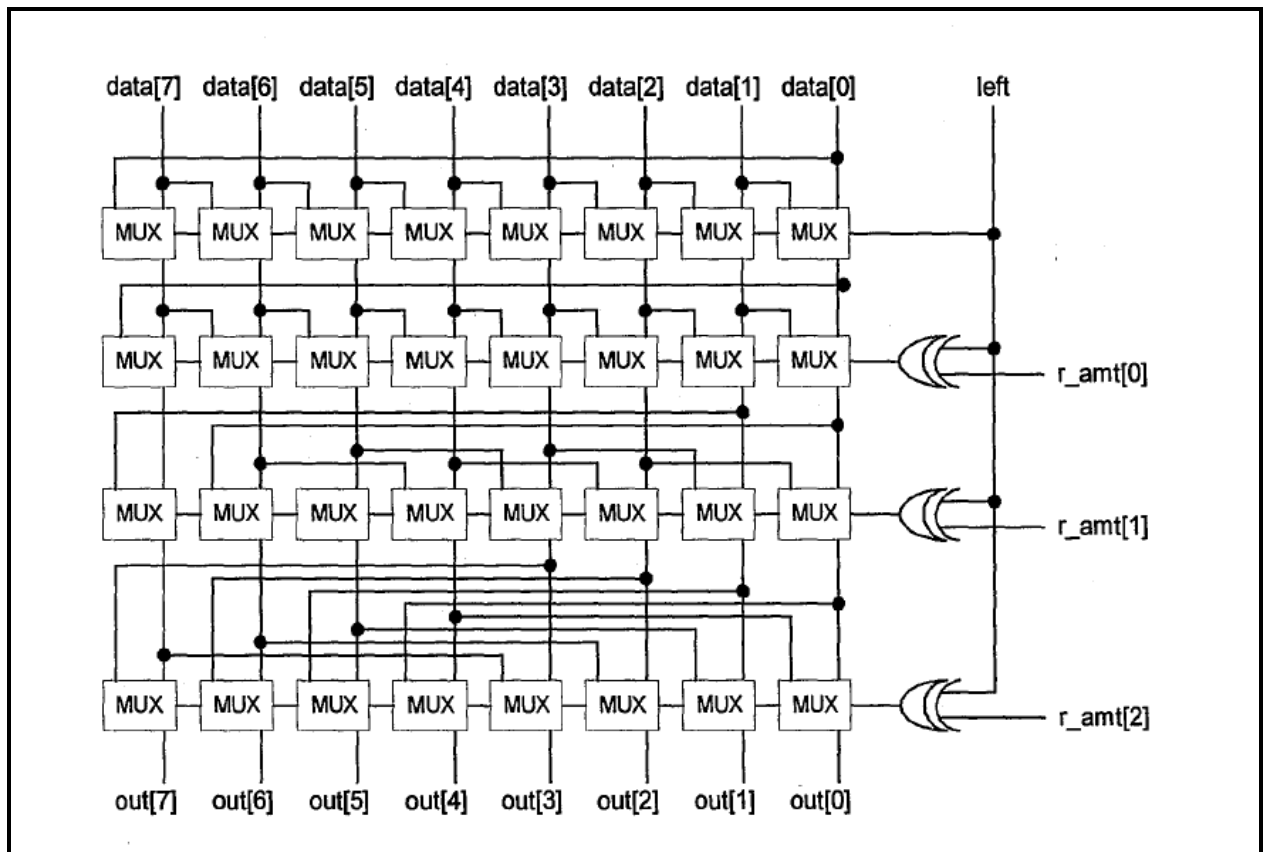 data[7] data[6] data[5] data[4] data[3] data[2] data[1] data[0] left
MUX MUX MUX MUX MUX MUX MUX MUX
MUX MUX MUX MUX MUX MUX MUX MUX
r_amt[0]
MUX MUX MUX MUX MUX MUX MUX MUX
r_amt[1]
MUX MUX MUX MUX MUX MUX MUX MUX
r_amt[2]
out[7] out[6] out[5] out[4] out[3] out[2] out[1] out[0]